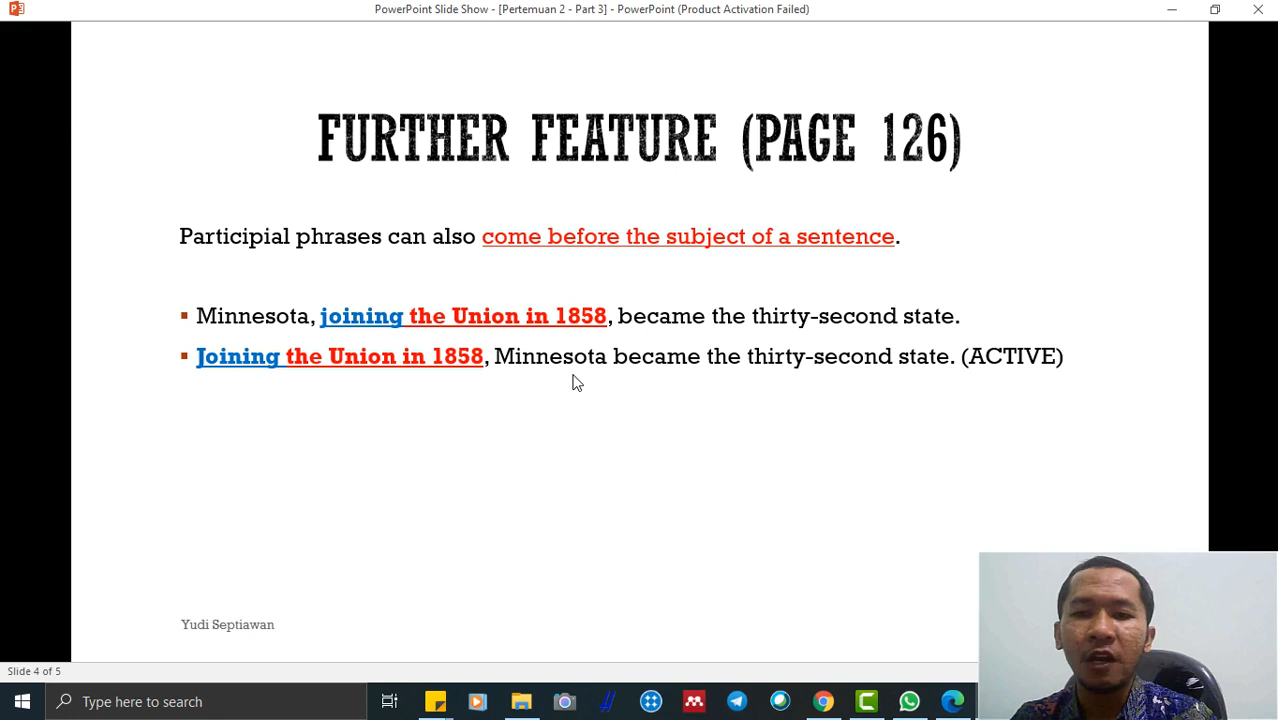 PowerPoint Slide Show - [Pertemuan 2 - Part 3] - PowerPoint (Product Activation Failed)
FURTHER FEATURE (PAGE 126)
Participial phrases can also come before the subject of a sentence.
▪ Minnesota, joining the Union in 1858, became the thirty-second state.
▪ Joining the Union in 1858, Minnesota became the thirty-second state. (ACTIVE)
Yudi Septiawan
Slide 4 of 5
Type here to search